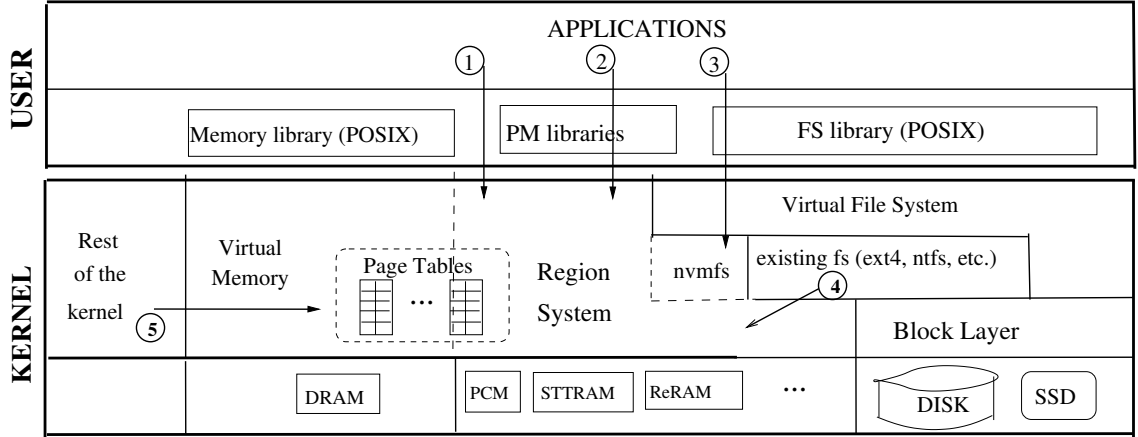 APPLICATIONS
1
2
3
USER
Memory library (POSIX)
PM libraries
FS library (POSIX)
KERNEL
Rest
of the
kernel
5
Virtual
Memory
Page Tables
...
Region
System
Virtual File System
nvmfs
existing fs (ext4, ntfs, etc.)
4
Block Layer
DRAM
PCM
STTRAM
ReRAM
...
DISK
SSD